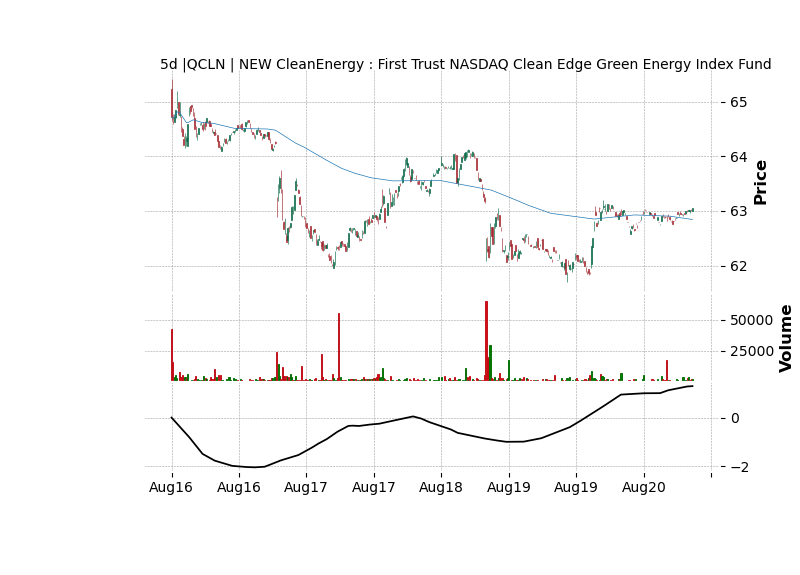 5d |QCLN | NEW CleanEnergy : First Trust NASDAQ Clean Edge Green Energy Index Fund
65
64
63
62
Price
50000
25000
Volume
0
−2
Aug16 Aug16 Aug17 Aug17 Aug18 Aug19 Aug19 Aug20